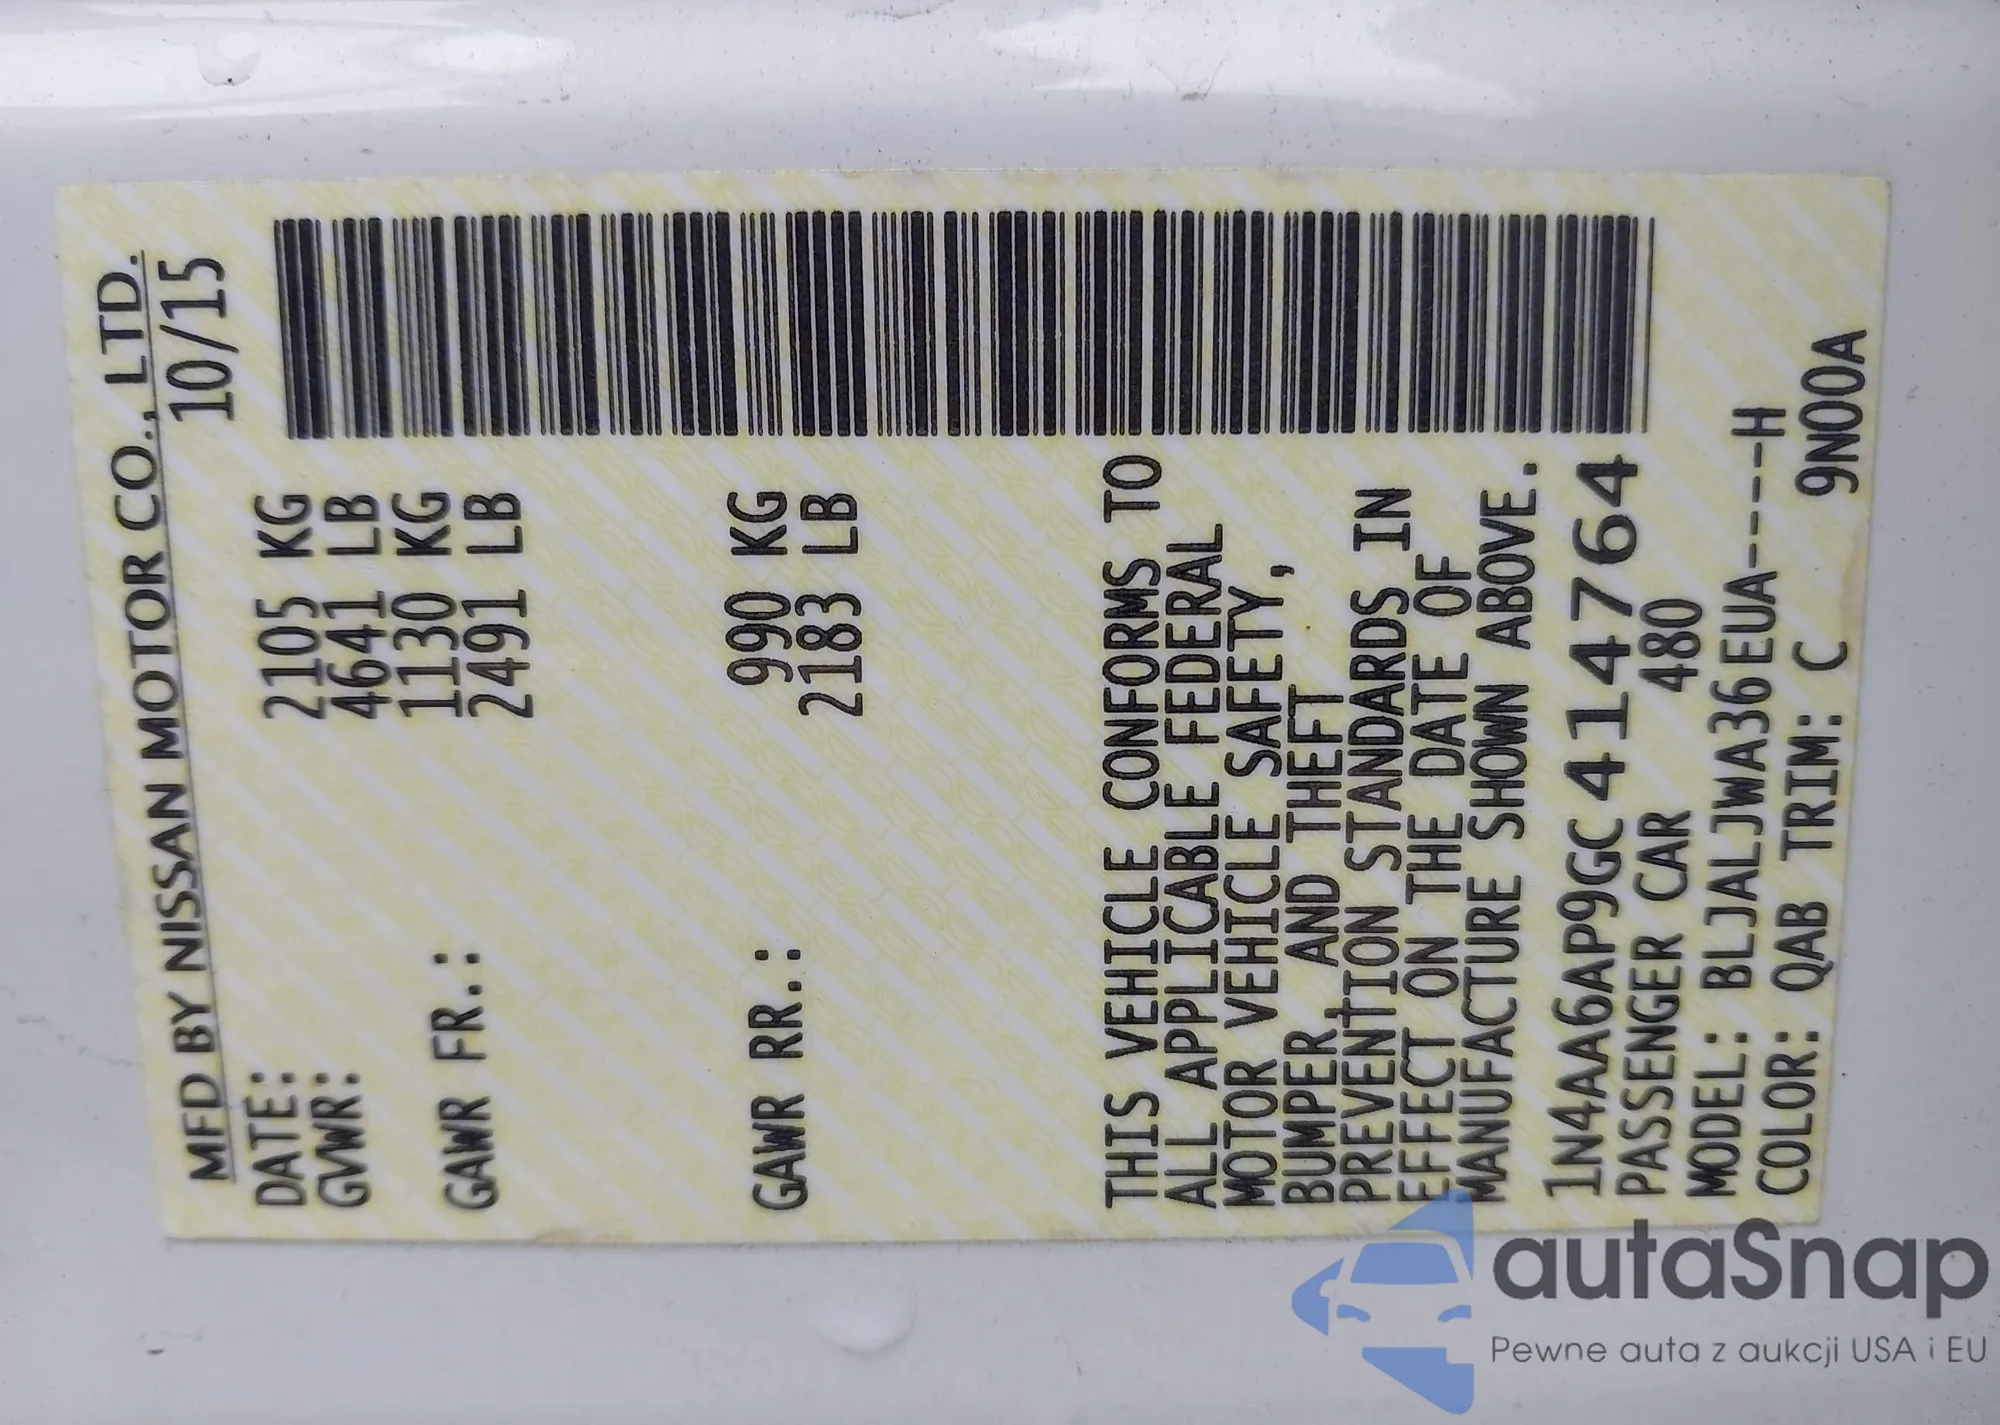 MFD BY NISSAN MOTOR CO., LTD.
DATE: 10/15
GVWR: 2105 KG
4641 LB
GAWR FR.: 1130 KG
2491 LB
GAWR RR.: 990 KG
2183 LB
THIS VEHICLE CONFORMS TO
ALL APPLICABLE FEDERAL
MOTOR VEHICLE SAFETY,
BUMPER AND THEFT
PREVENTION STANDARDS IN
EFFECT ON THE DATE OF
MANUFACTURE SHOWN ABOVE.
1N4AA6AP9GC414764
PASSENGER CAR 480
MODEL: BLJALJWA36EUA----H
COLOR: QAB TRIM: C 9N00A
autaSnap
Pewne auta z aukcji USA i EU